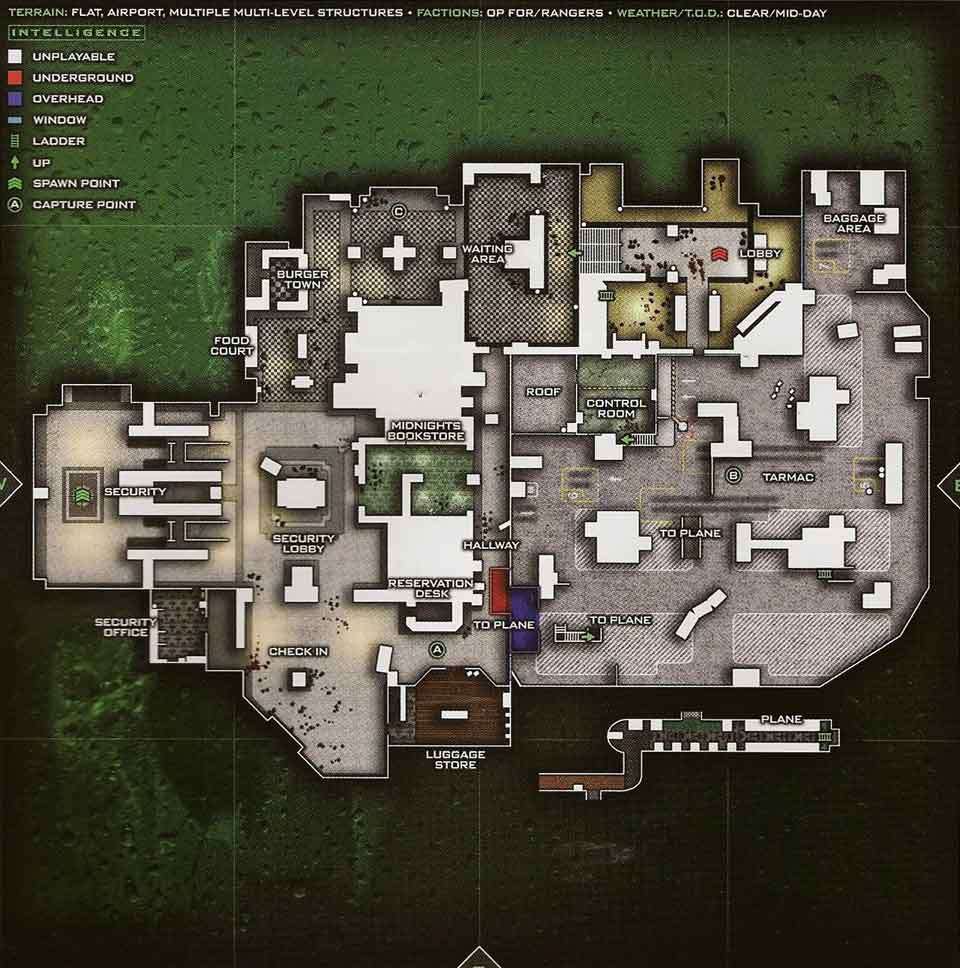 TERRAIN: FLAT, AIRPORT, MULTIPLE MULTI-LEVEL STRUCTURES • FACTIONS: OP FOR/RANGERS • WEATHER/T.O.D.: CLEAR/MID-DAY
INTELLIGENCE
UNPLAYABLE
UNDERGROUND
OVERHEAD
WINDOW
LADDER
UP
SPAWN POINT
A CAPTURE POINT
C
WAITING
AREA
LOBBY
BAGGAGE
AREA
BURGER
TOWN
FOOD
COURT
ROOF
CONTROL
ROOM
MIDNIGHTS
BOOKSTORE
B
TARMAC
SECURITY
SECURITY
LOBBY
HALLWAY
TO PLANE
RESERVATION
DESK
TO PLANE
TO PLANE
SECURITY
OFFICE
CHECK IN
A
LUGGAGE
STORE
PLANE